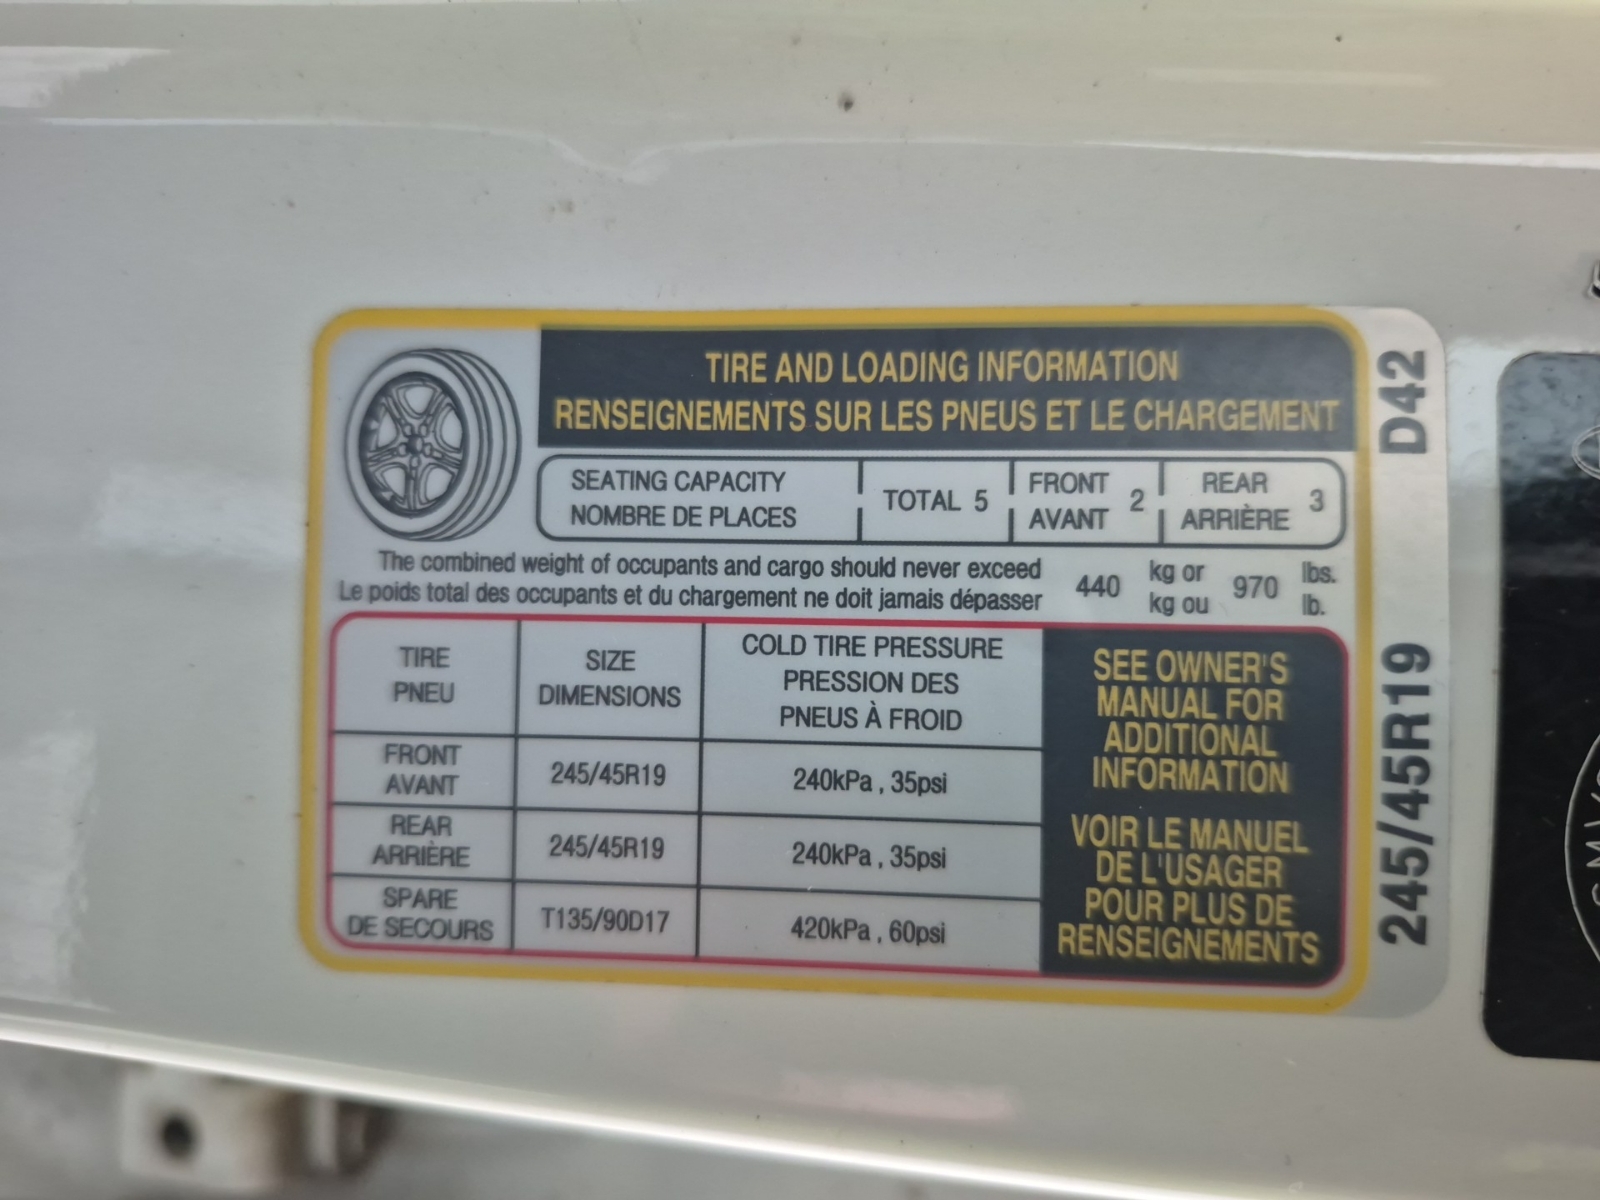 TIRE AND LOADING INFORMATION
RENSEIGNEMENTS SUR LES PNEUS ET LE CHARGEMENT
SEATING CAPACITY
NOMBRE DE PLACES
TOTAL 5
FRONT
AVANT
2
REAR
ARRIÈRE
3
The combined weight of occupants and cargo should never exceed
Le poids total des occupants et du chargement ne doit jamais dépasser
440
kg or
kg ou
970
lbs.
lb.
TIRE
PNEU
SIZE
DIMENSIONS
COLD TIRE PRESSURE
PRESSION DES
PNEUS À FROID
FRONT
AVANT
245/45R19
240kPa , 35psi
REAR
ARRIÈRE
245/45R19
240kPa , 35psi
SPARE
DE SECOURS
T135/90D17
420kPa , 60psi
SEE OWNER'S
MANUAL FOR
ADDITIONAL
INFORMATION
VOIR LE MANUEL
DE L'USAGER
POUR PLUS DE
RENSEIGNEMENTS
D42
245/45R19